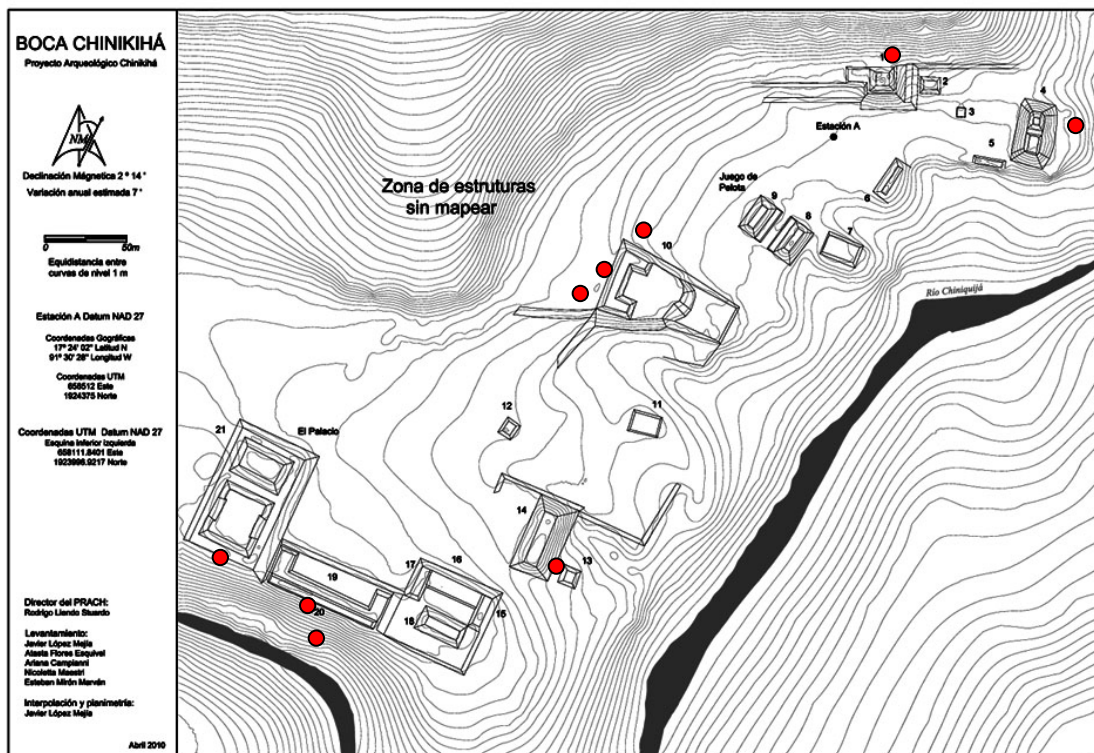 BOCA CHINIKIHÁ
Proyecto Arqueológico Chinikihá
NM
Declinación Mágnetica 2 º 14 '
Variación anual estimada 7 '
0 50m
Equidistancia entre
curvas de nivel 1 m
Estación A Datum NAD 27
Coordenadas Gográficas
17º 24' 02" Latitud N
91º 30' 28" Longitud W
Coordenadas UTM
658512 Este
1924375 Norte
Coordenadas UTM Datum NAD 27
Esquina Inferior Izquierda
658111.8401 Este
1923998.9217 Norte
Director del PRACH:
Rodrigo Liendo Stuardo
Levantamiento:
Javier López Mejía
Atasta Flores Esquivel
Ariana Campianni
Nicoletta Maestri
Esteban Mirón Marván
Interpolación y planimetría:
Javier López Mejía
Abril 2010
Zona de estruturas
sin mapear
1
2
3
4
Estación A
5
Juego de
Pelota
6
9
8
7
10
Río Chiniquijá
12
11
21
El Palacio
14
13
17
16
19
15
20
18